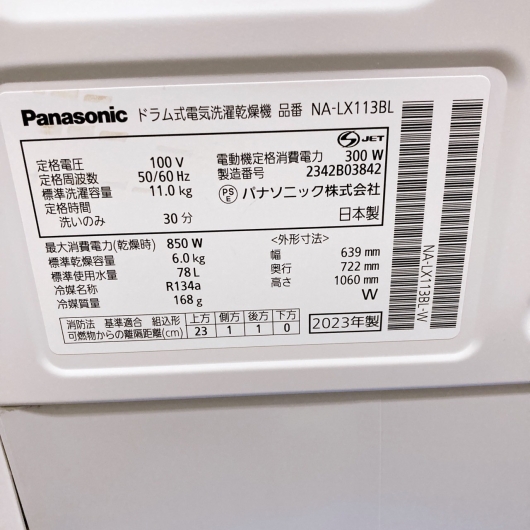 Panasonic ドラム式電気洗濯乾燥機 品番 NA-LX113BL
S JET
定格電圧 100 V
定格周波数 50/60 Hz
標準洗濯容量 11.0 kg
定格時間
洗いのみ 30 分
電動機定格消費電力 300 W
製造番号 2342B03842
PSE パナソニック株式会社
日本製
最大消費電力(乾燥時) 850 W
標準乾燥容量 6.0 kg
標準使用水量 78 L
冷媒名称 R134a
冷媒質量 168 g
<外形寸法>
幅 639 mm
奥行 722 mm
高さ 1060 mm
W
消防法 基準適合 組込形 上方 側方 後方 下方
可燃物からの離隔距離(cm) 23 1 1 0
2023年製
NA-LX113BL-W